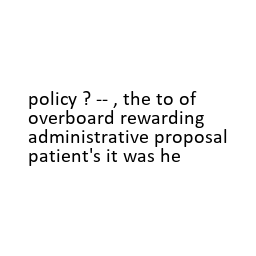 policy ? -- , the to of
overboard rewarding
administrative proposal
patient's it was he